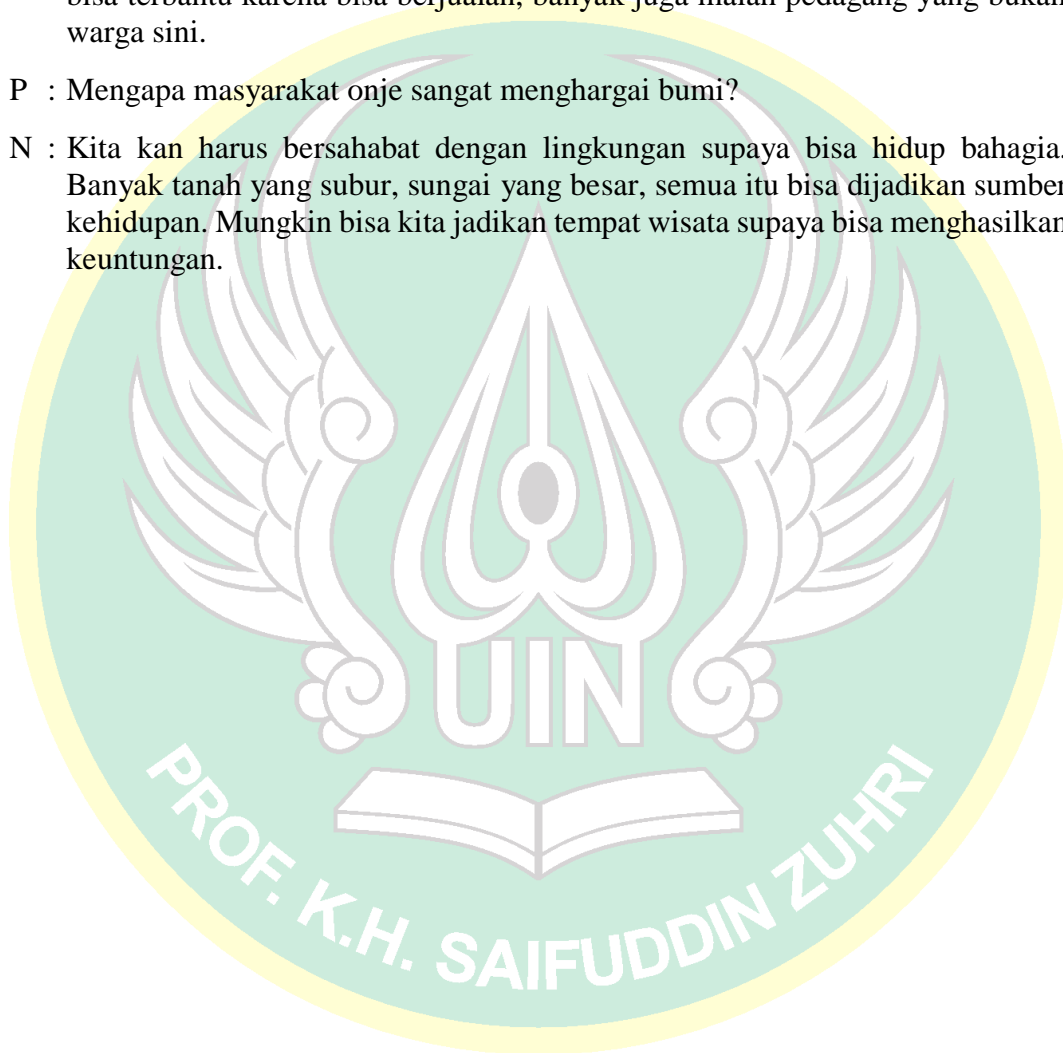 bisa terbantu karena bisa berjualan, banyak juga malah pedagang yang bukan
warga sini.
P : Mengapa masyarakat onje sangat menghargai bumi?
N : Kita kan harus bersahabat dengan lingkungan supaya bisa hidup bahagia.
Banyak tanah yang subur, sungai yang besar, semua itu bisa dijadikan sumber
kehidupan. Mungkin bisa kita jadikan tempat wisata supaya bisa menghasilkan
keuntungan.
UIN
PROF. K.H. SAIFUDDIN ZUHRI